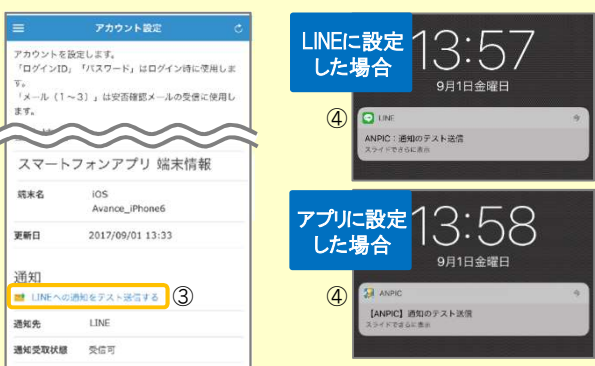 アカウント設定
アカウントを設定します。
「ログインID」「パスワード」はログイン時に使用しま
す。
「メール（1～3）」は安否確認メールの受信に使用し
ます。
スマートフォンアプリ 端末情報
端末名 iOS
Avance_iPhone6
更新日 2017/09/01 13:33
通知
LINEへの通知をテスト送信する ③
通知先 LINE
通知受取状態 受信可
LINEに設定
した場合
13:57
9月1日金曜日
④
LINE 今
ANPIC：通知のテスト送信
スライドでさらに表示
アプリに設定
した場合
13:58
9月1日金曜日
④
ANPIC 今
【ANPIC】通知のテスト送信
スライドでさらに表示